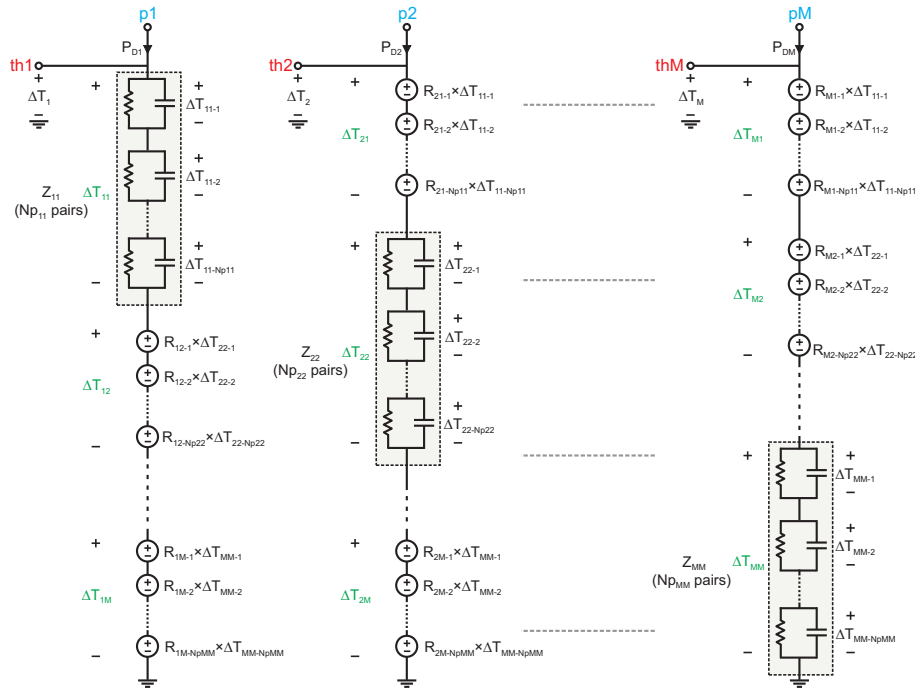 p1
P_D1
th1
+
ΔT_1
−
+
ΔT_11
−
Z_11
(Np_11 pairs)
+
ΔT_11-1
−
+
ΔT_11-2
−
+
ΔT_11-Np11
−
+
ΔT_12
−
R_12-1×ΔT_22-1
R_12-2×ΔT_22-2
R_12-Np22×ΔT_22-Np22
+
ΔT_1M
−
R_1M-1×ΔT_MM-1
R_1M-2×ΔT_MM-2
R_1M-NpMM×ΔT_MM-NpMM
p2
P_D2
th2
+
ΔT_2
−
+
ΔT_21
−
R_21-1×ΔT_11-1
R_21-2×ΔT_11-2
R_21-Np11×ΔT_11-Np11
+
ΔT_22
−
Z_22
(Np_22 pairs)
+
ΔT_22-1
−
+
ΔT_22-2
−
+
ΔT_22-Np22
−
+
ΔT_2M
−
R_2M-1×ΔT_MM-1
R_2M-2×ΔT_MM-2
R_2M-NpMM×ΔT_MM-NpMM
pM
P_DM
thM
+
ΔT_M
−
+
ΔT_M1
−
R_M1-1×ΔT_11-1
R_M1-2×ΔT_11-2
R_M1-Np11×ΔT_11-Np11
+
ΔT_M2
−
R_M2-1×ΔT_22-1
R_M2-2×ΔT_22-2
R_M2-Np22×ΔT_22-Np22
+
ΔT_MM
−
Z_MM
(Np_MM pairs)
+
ΔT_MM-1
−
+
ΔT_MM-2
−
+
ΔT_MM-NpMM
−